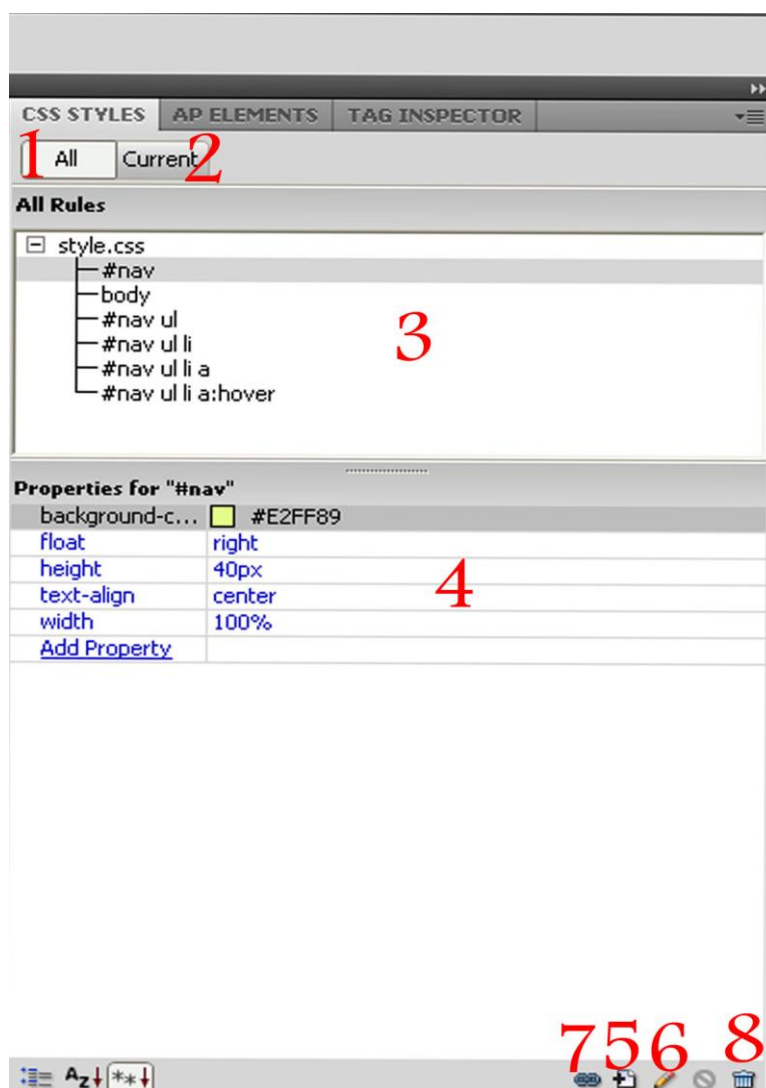 CSS STYLES AP ELEMENTS TAG INSPECTOR
1 All Current 2
All Rules
style.css
#nav
body
#nav ul
#nav ul li
#nav ul li a
#nav ul li a:hover
3
Properties for "#nav"
background-c... #E2FF89
float right
height 40px
text-align center
width 100%
Add Property
4
7 5 6 8
Az **